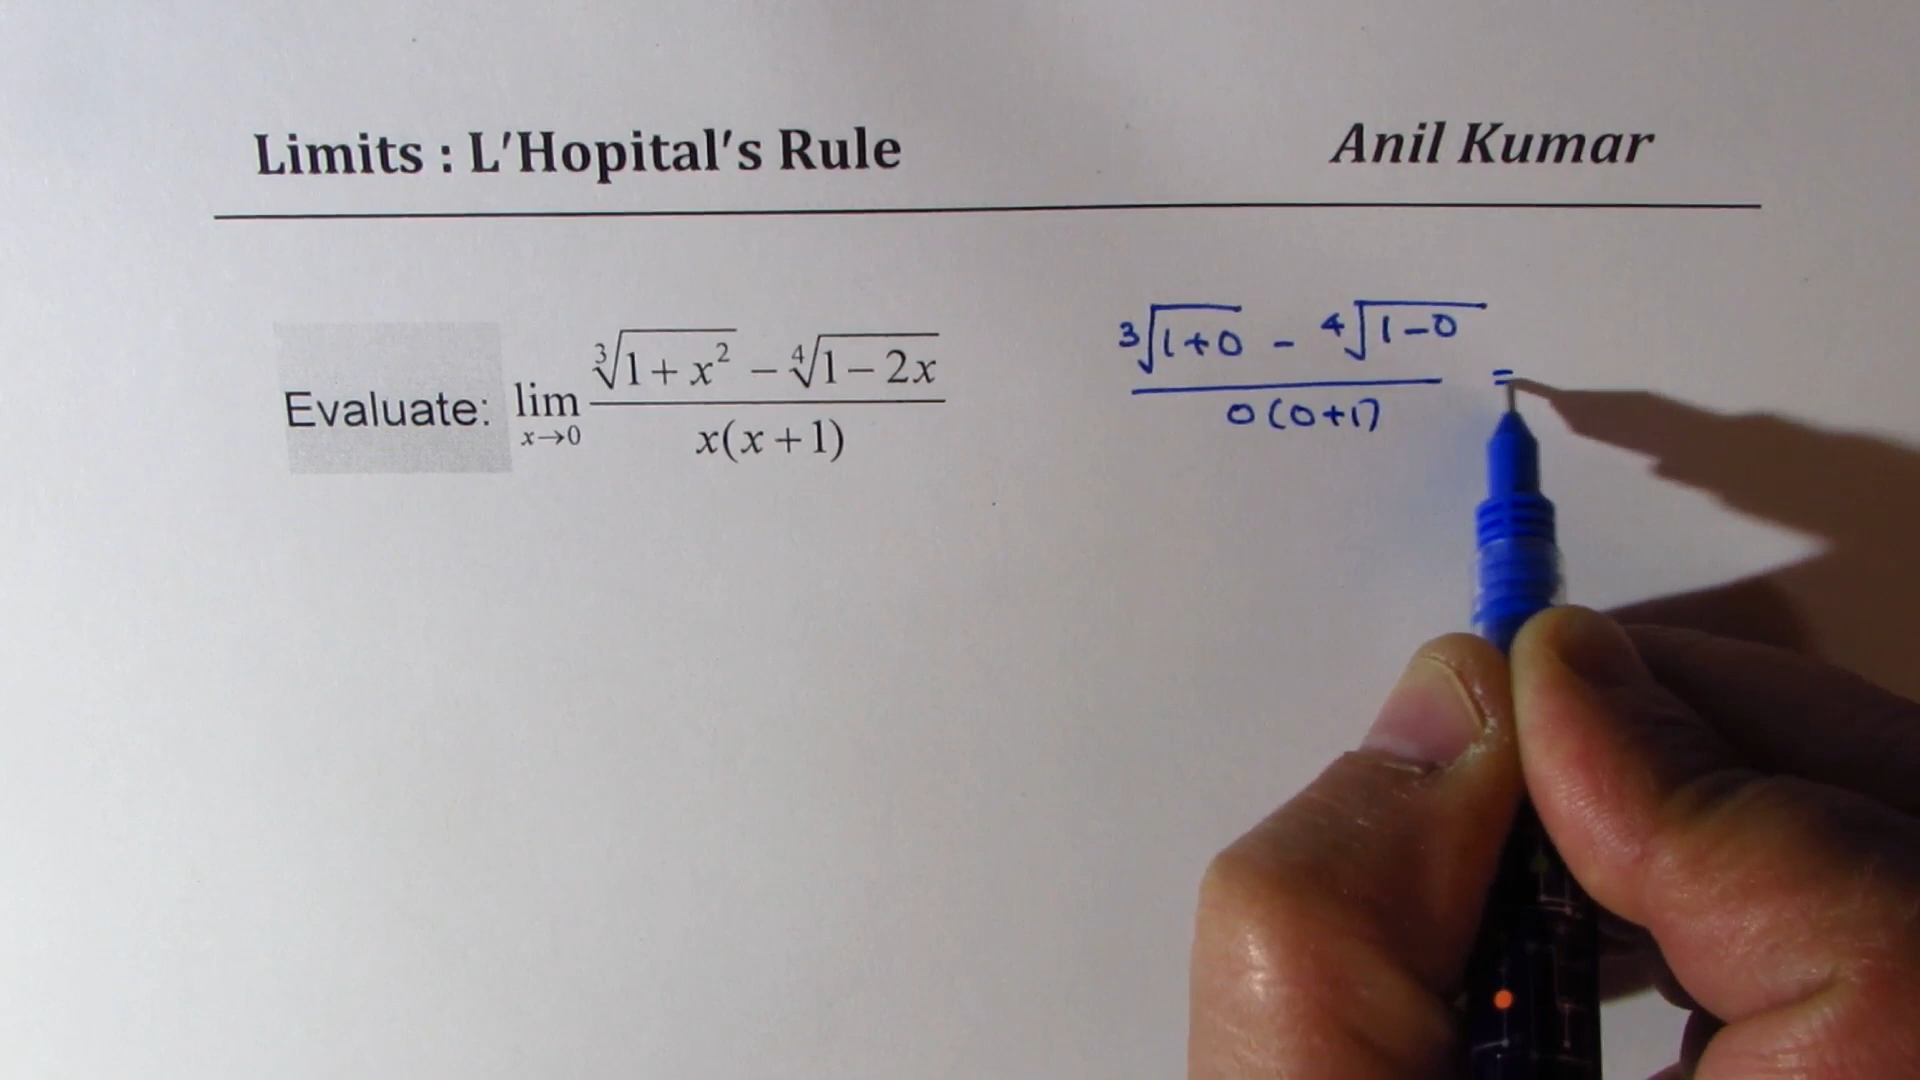 Limits : L'Hopital's Rule
Anil Kumar
Evaluate: lim x→0 (∛(1 + x²) − ∜(1 − 2x)) / (x(x + 1))
(∛(1+0) − ∜(1−0)) / (0(0+1)) =